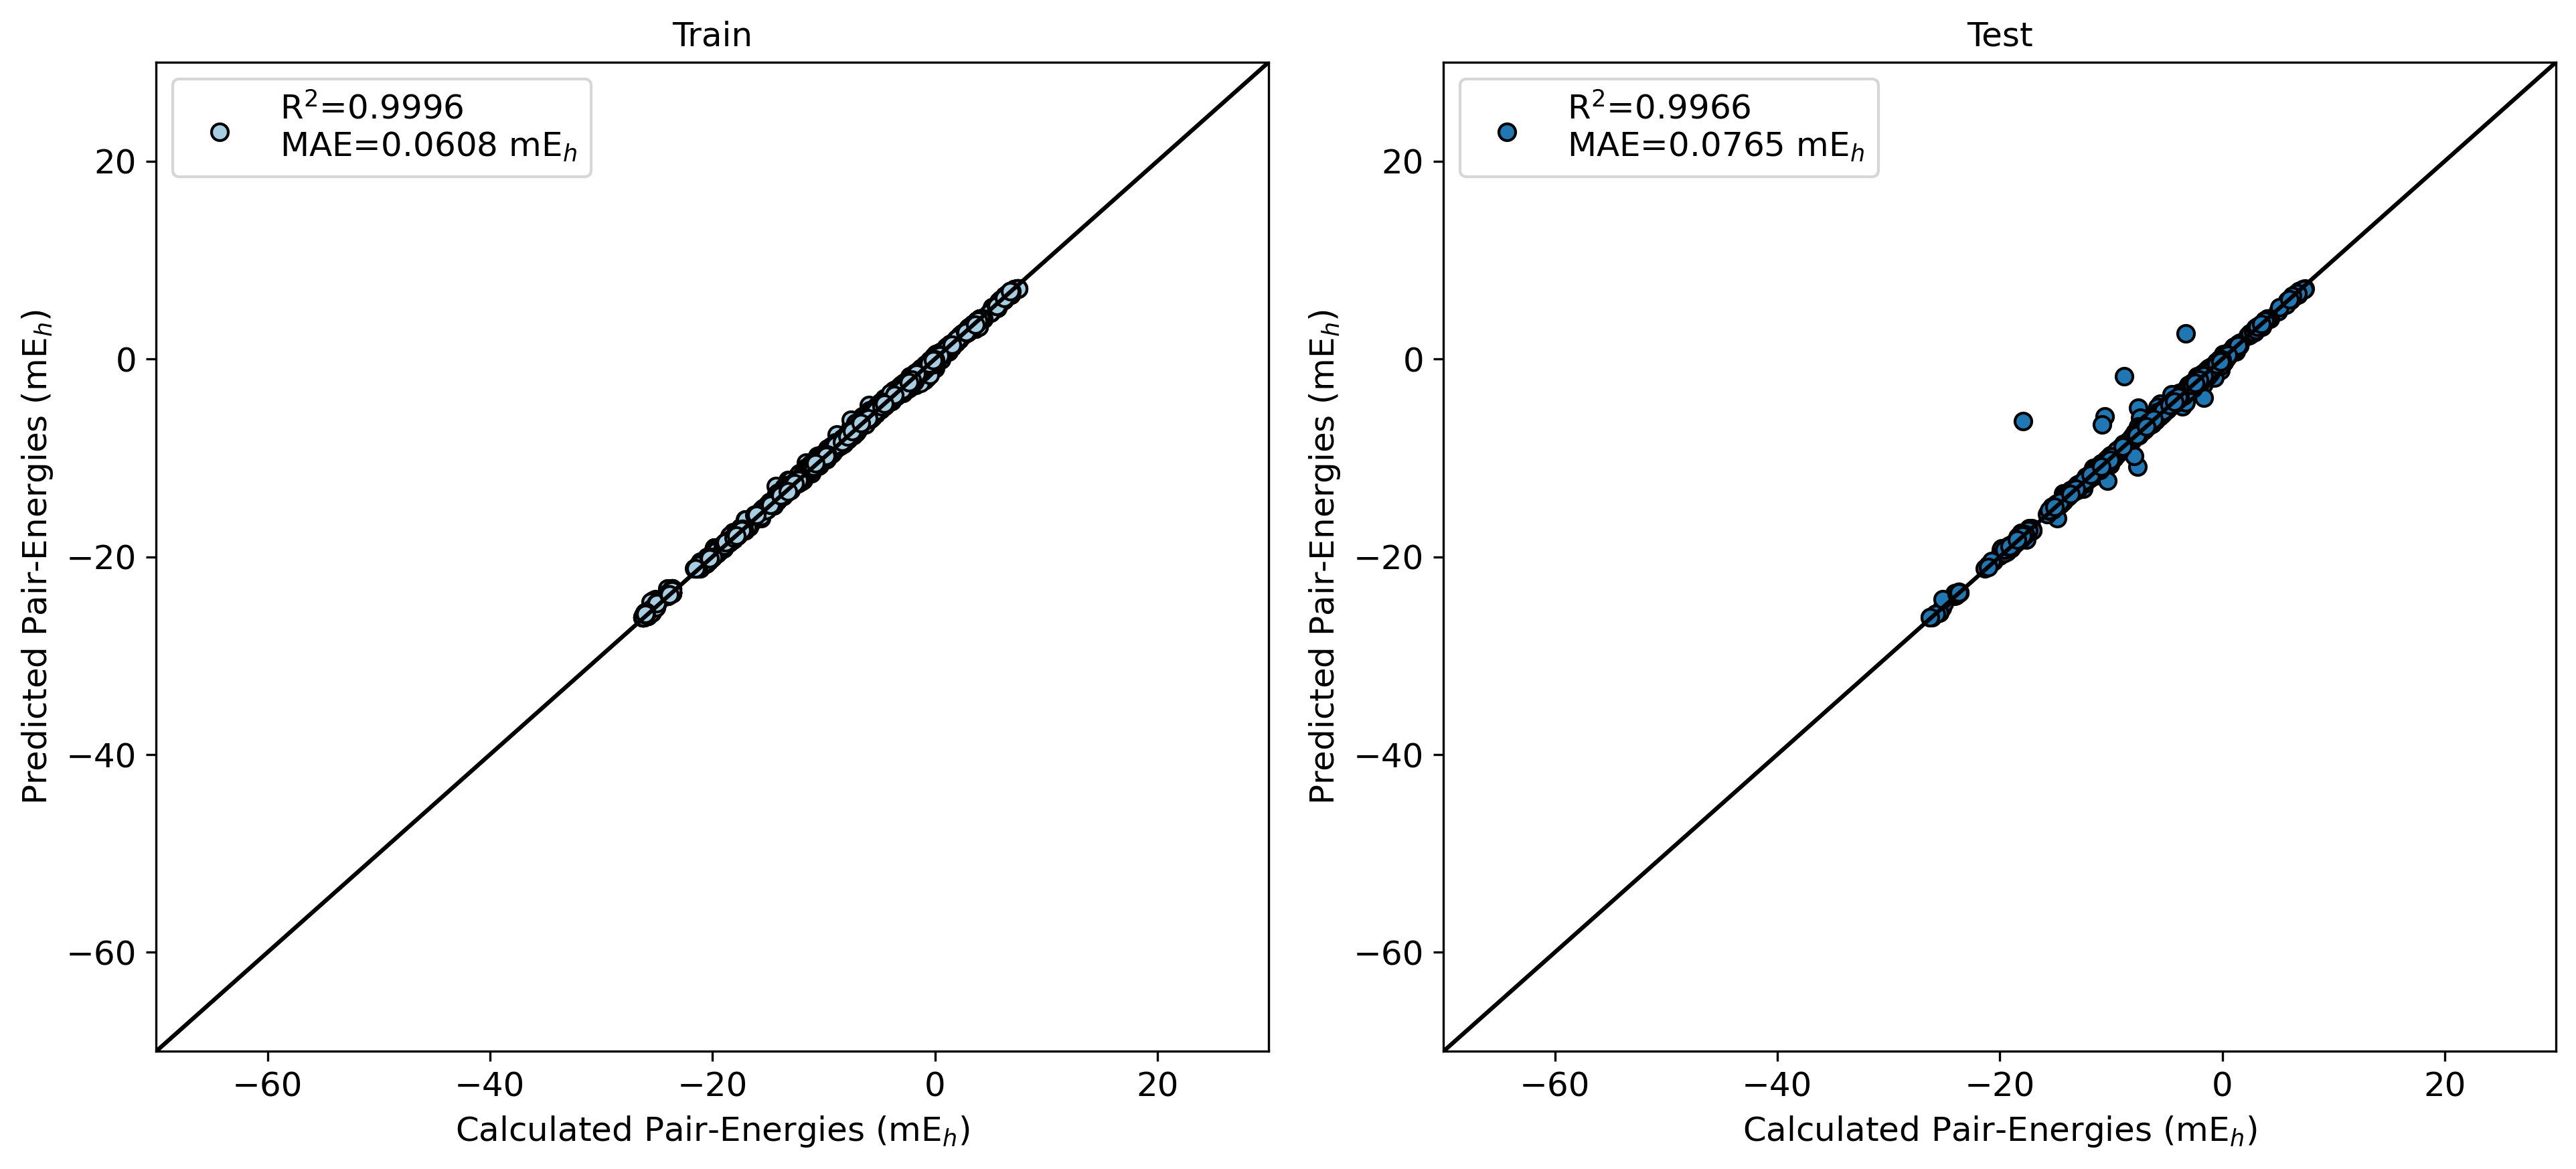 Train
R²=0.9996
MAE=0.0608 mEₕ
20
0
−20
−40
−60
Predicted Pair-Energies (mEₕ)
−60 −40 −20 0 20
Calculated Pair-Energies (mEₕ)
Test
R²=0.9966
MAE=0.0765 mEₕ
20
0
−20
−40
−60
Predicted Pair-Energies (mEₕ)
−60 −40 −20 0 20
Calculated Pair-Energies (mEₕ)